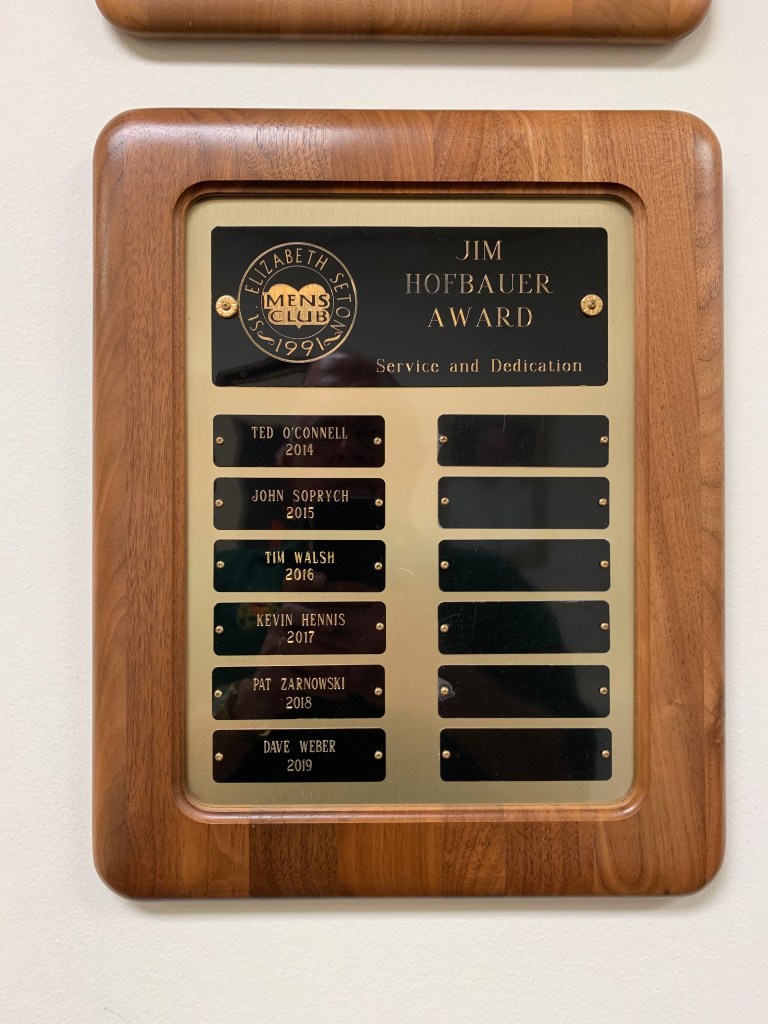 ELIZABETH SETON
MENS
CLUB
St
1991
JIM
HOFBAUER
AWARD
Service and Dedication
TED O'CONNELL
2014
JOHN SOPRYCH
2015
TIM WALSH
2016
KEVIN HENNIS
2017
PAT ZARNOWSKI
2018
DAVE WEBER
2019